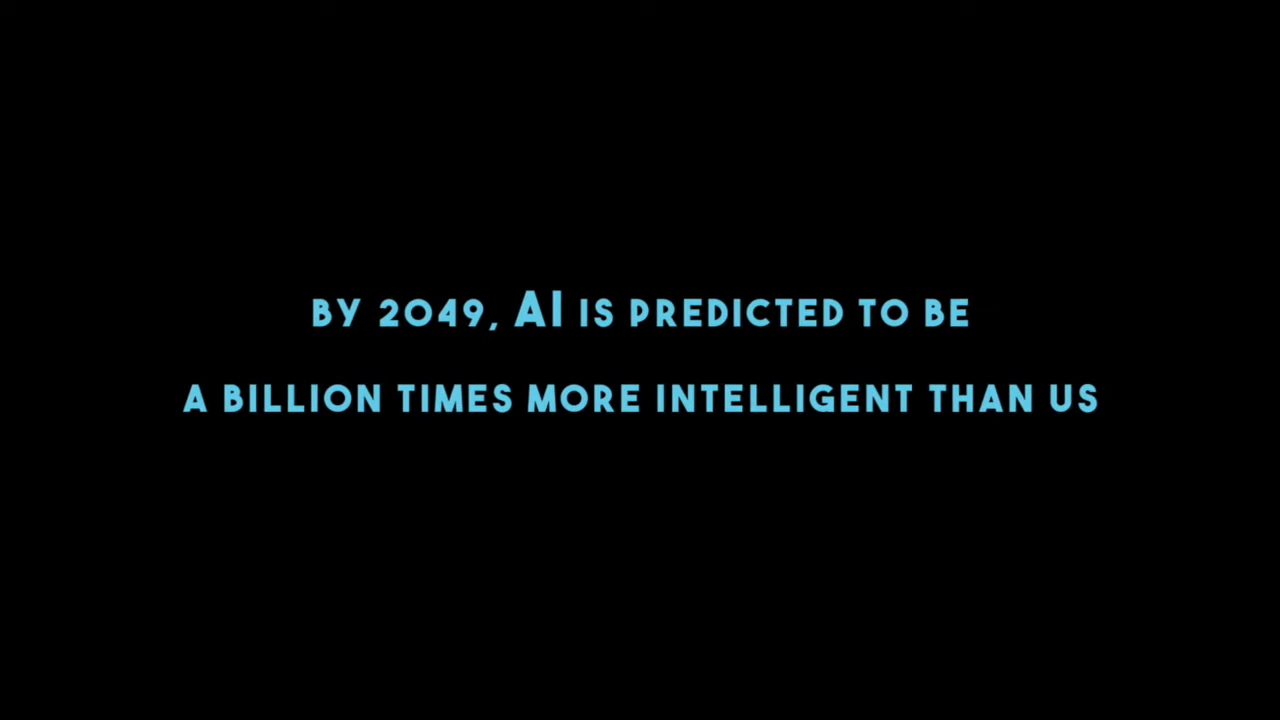 BY 2049, AI IS PREDICTED TO BE
A BILLION TIMES MORE INTELLIGENT THAN US